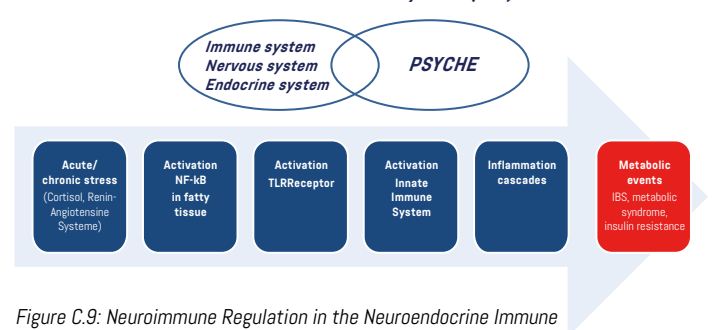 Immune system
Nervous system
Endocrine system
PSYCHE
Acute/
chronic stress
(Cortisol, Renin-
Angiotensine
Systeme)
Activation
NF-kB
in fatty
tissue
Activation
TLRReceptor
Activation
Innate
Immune
System
Inflammation
cascades
Metabolic
events
IBS, metabolic
syndrome,
insulin resistance
Figure C.9: Neuroimmune Regulation in the Neuroendocrine Immune